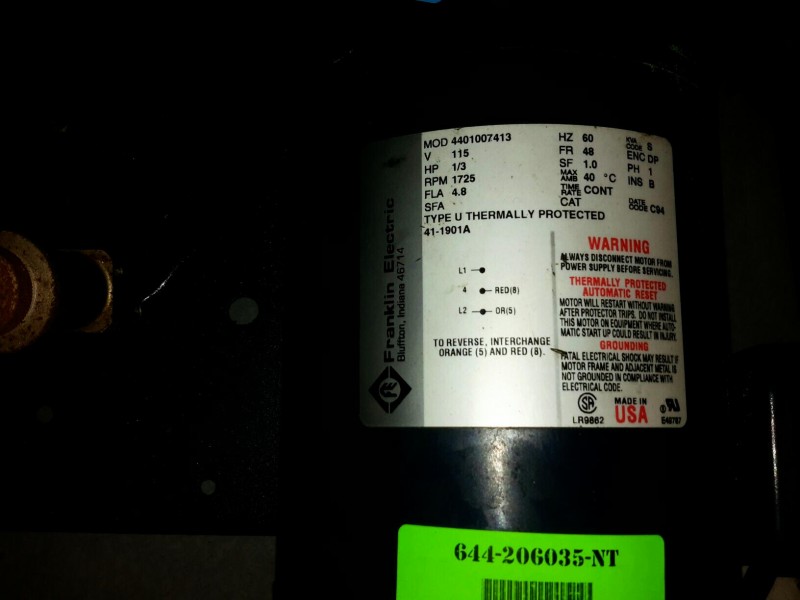 Franklin Electric
Bluffton, Indiana 46714
MOD 4401007413
V 115
HP 1/3
RPM 1725
FLA 4.8
SFA
HZ 60
FR 48
SF 1.0
MAX AMB 40 °C
TIME RATE CONT
CAT
KVA CODE S
ENC DP
PH 1
INS B
DATE CODE C94
TYPE U THERMALLY PROTECTED
41-1901A
L1
4 RED(8)
L2 OR(5)
TO REVERSE, INTERCHANGE
ORANGE (5) AND RED (8).
WARNING
ALWAYS DISCONNECT MOTOR FROM
POWER SUPPLY BEFORE SERVICING.
THERMALLY PROTECTED
AUTOMATIC RESET
MOTOR WILL RESTART WITHOUT WARNING
AFTER PROTECTOR TRIPS. DO NOT INSTALL
THIS MOTOR ON EQUIPMENT WHERE AUTO-
MATIC START UP COULD RESULT IN INJURY.
GROUNDING
FATAL ELECTRICAL SHOCK MAY RESULT IF
MOTOR FRAME AND ADJACENT METAL IS
NOT GROUNDED IN COMPLIANCE WITH
ELECTRICAL CODE.
LR9862
MADE IN
USA
644-206035-NT